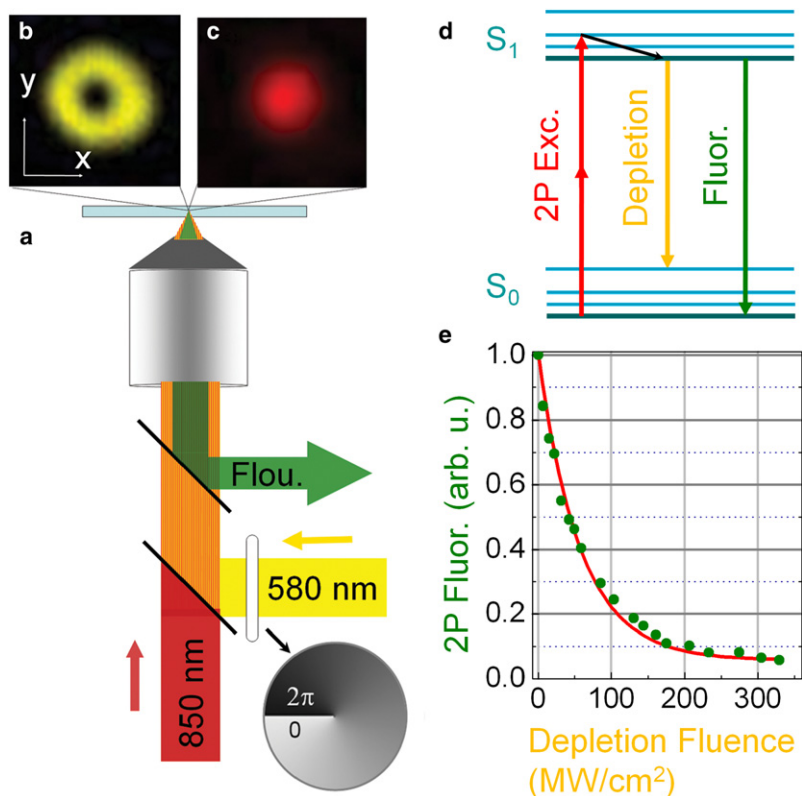 b
c
y
x
a
Flou.
580 nm
850 nm
2π
0
d
S₁
2P Exc.
Depletion
Fluor.
S₀
e
2P Fluor. (arb. u.)
1.0
0.8
0.6
0.4
0.2
0.0
0 100 200 300
Depletion Fluence
(MW/cm²)